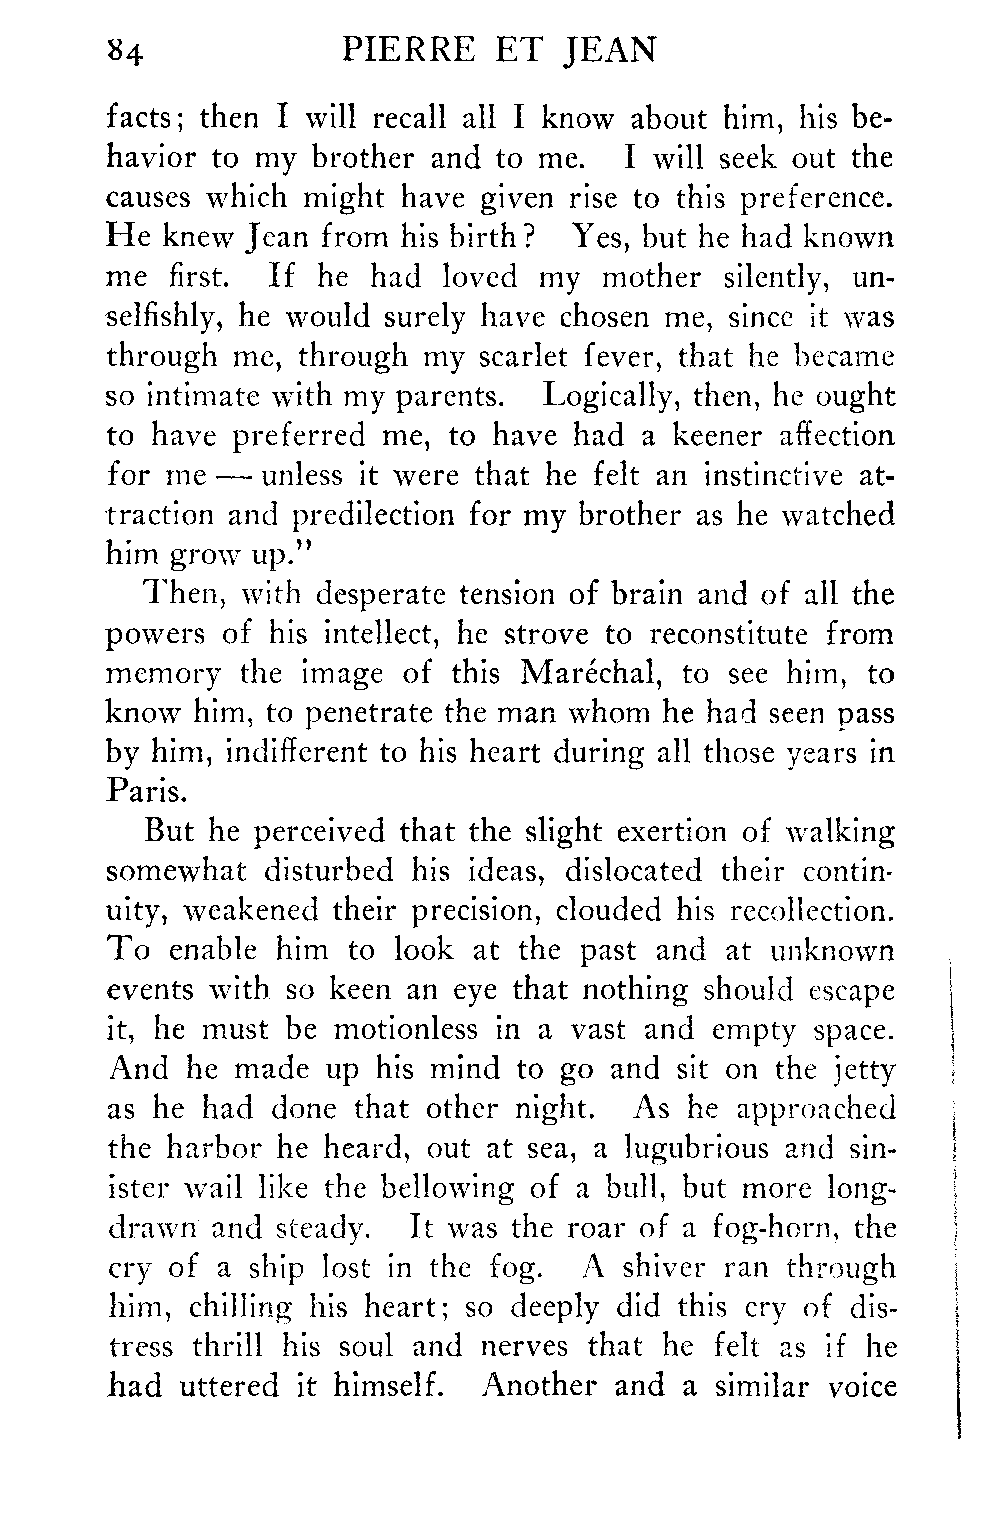 84 PIERRE ET JEAN
facts; then I will recall all I know about him, his be-
havior to my brother and to me. I will seek out the
causes which might have given rise to this preference.
He knew Jean from his birth? Yes, but he had known
me first. If he had loved my mother silently, un-
selfishly, he would surely have chosen me, since it was
through me, through my scarlet fever, that he became
so intimate with my parents. Logically, then, he ought
to have preferred me, to have had a keener affection
for me — unless it were that he felt an instinctive at-
traction and predilection for my brother as he watched
him grow up."
Then, with desperate tension of brain and of all the
powers of his intellect, he strove to reconstitute from
memory the image of this Maréchal, to see him, to
know him, to penetrate the man whom he had seen pass
by him, indifferent to his heart during all those years in
Paris.
But he perceived that the slight exertion of walking
somewhat disturbed his ideas, dislocated their contin-
uity, weakened their precision, clouded his recollection.
To enable him to look at the past and at unknown
events with so keen an eye that nothing should escape
it, he must be motionless in a vast and empty space.
And he made up his mind to go and sit on the jetty
as he had done that other night. As he approached
the harbor he heard, out at sea, a lugubrious and sin-
ister wail like the bellowing of a bull, but more long-
drawn and steady. It was the roar of a fog-horn, the
cry of a ship lost in the fog. A shiver ran through
him, chilling his heart; so deeply did this cry of dis-
tress thrill his soul and nerves that he felt as if he
had uttered it himself. Another and a similar voice